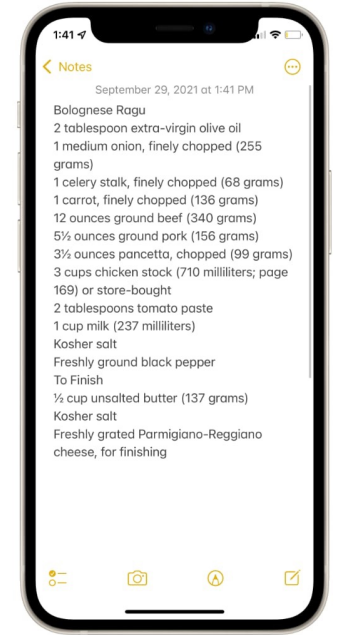 1:41
Notes
September 29, 2021 at 1:41 PM
Bolognese Ragu
2 tablespoon extra-virgin olive oil
1 medium onion, finely chopped (255
grams)
1 celery stalk, finely chopped (68 grams)
1 carrot, finely chopped (136 grams)
12 ounces ground beef (340 grams)
5½ ounces ground pork (156 grams)
3½ ounces pancetta, chopped (99 grams)
3 cups chicken stock (710 milliliters; page
169) or store-bought
2 tablespoons tomato paste
1 cup milk (237 milliliters)
Kosher salt
Freshly ground black pepper
To Finish
½ cup unsalted butter (137 grams)
Kosher salt
Freshly grated Parmigiano-Reggiano
cheese, for finishing